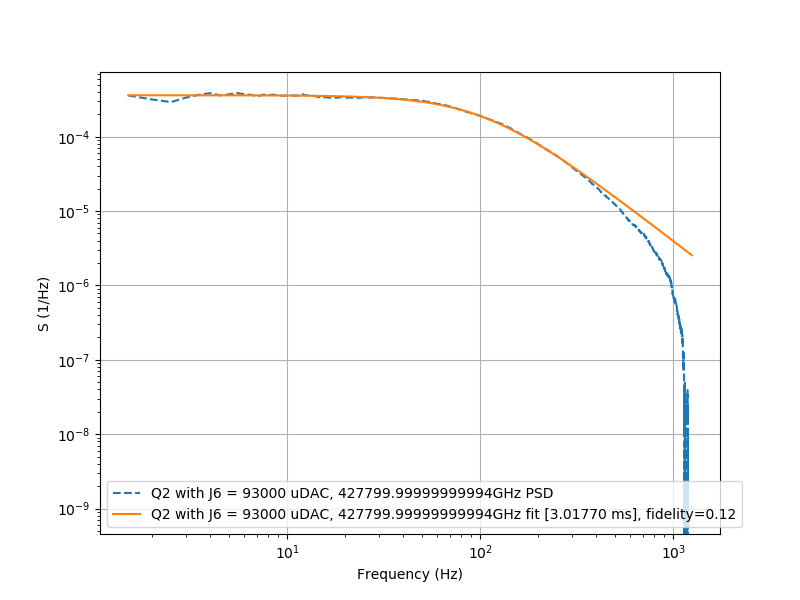 S (1/Hz)
10⁻⁴
10⁻⁵
10⁻⁶
10⁻⁷
10⁻⁸
10⁻⁹
Q2 with J6 = 93000 uDAC, 427799.99999999994GHz PSD
Q2 with J6 = 93000 uDAC, 427799.99999999994GHz fit [3.01770 ms], fidelity=0.12
10¹ 10² 10³
Frequency (Hz)